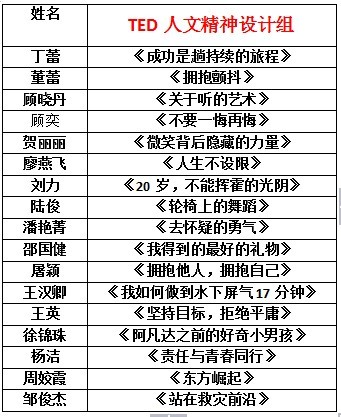 姓名 TED 人文精神设计组
丁蕾 《成功是趟持续的旅程》
董蕾 《拥抱颤抖》
顾晓丹 《关于听的艺术》
顾奕 《不要一悔再悔》
贺丽丽 《微笑背后隐藏的力量》
廖燕飞 《人生不设限》
刘力 《20 岁，不能挥霍的光阴》
陆俊 《轮椅上的舞蹈》
潘艳菁 《去怀疑的勇气》
邵国健 《我得到的最好的礼物》
屠颖 《拥抱他人，拥抱自己》
王汉卿 《我如何做到水下屏气 17 分钟》
王英 《坚持目标，拒绝平庸》
徐锦珠 《阿凡达之前的好奇小男孩》
杨洁 《责任与青春同行》
周姣霞 《东方崛起》
邹俊杰 《站在救灾前沿》